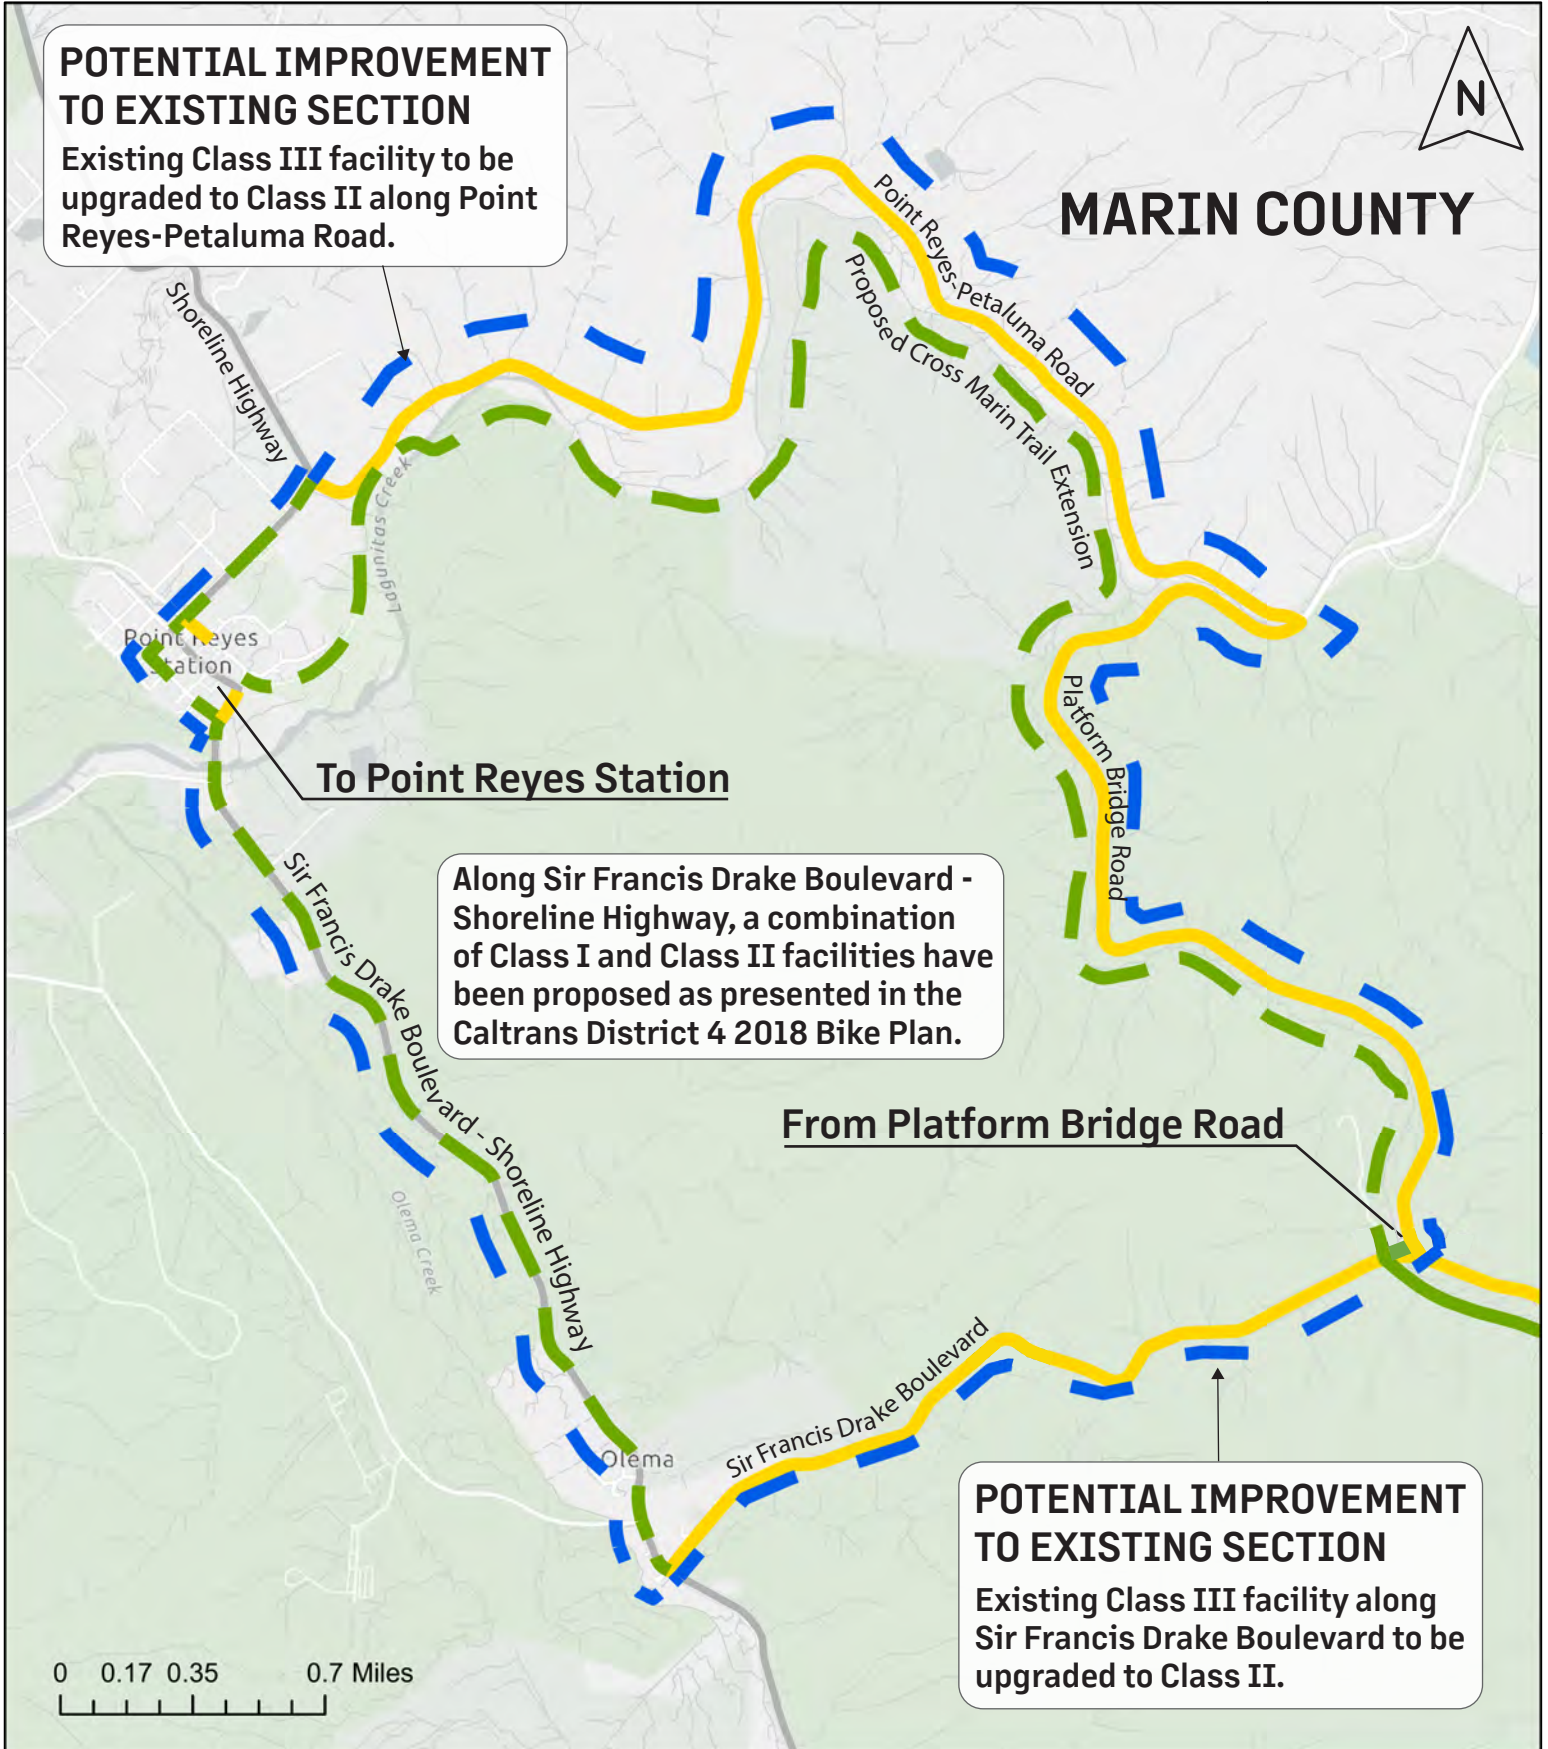 POTENTIAL IMPROVEMENT
TO EXISTING SECTION
Existing Class III facility to be
upgraded to Class II along Point
Reyes-Petaluma Road.
N
MARIN COUNTY
Point Reyes-Petaluma Road
Proposed Cross Marin Trail Extension
Shoreline Highway
Lagunitas Creek
Point Reyes
Station
Platform Bridge Road
To Point Reyes Station
Sir Francis Drake Boulevard - Shoreline Highway
Along Sir Francis Drake Boulevard -
Shoreline Highway, a combination
of Class I and Class II facilities have
been proposed as presented in the
Caltrans District 4 2018 Bike Plan.
From Platform Bridge Road
Olema Creek
Sir Francis Drake Boulevard
Olema
POTENTIAL IMPROVEMENT
TO EXISTING SECTION
Existing Class III facility along
Sir Francis Drake Boulevard to be
upgraded to Class II.
0 0.17 0.35 0.7 Miles